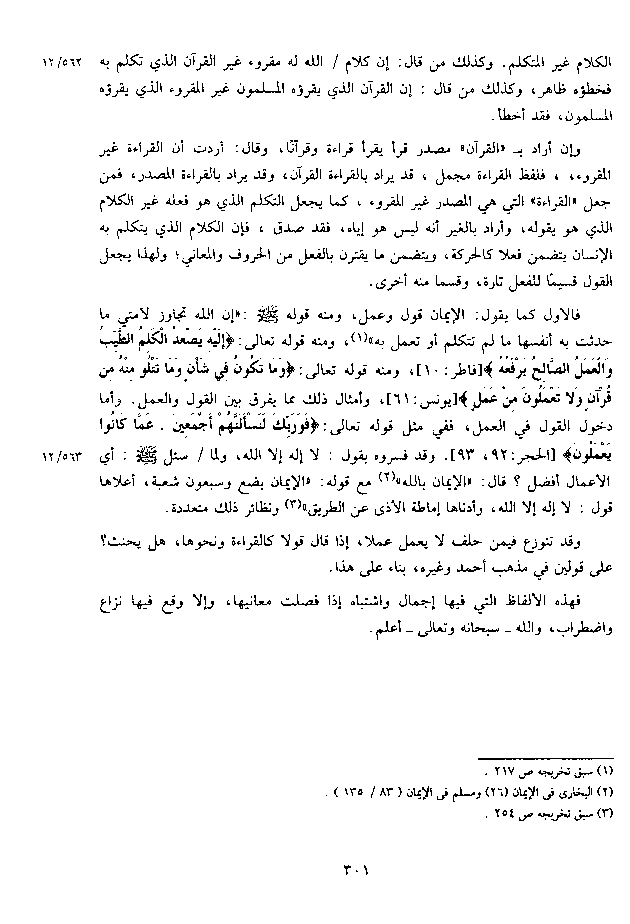 الكلام غير المتكلم. وكذلك من قال: إن كلام / الله له مقروء غير القرآن الذي تكلم به ١٢/٥٦٢
فخطؤه ظاهر، وكذلك من قال : إن القرآن الذي يقرؤه المسلمون غير المقروء الذي يقرؤه
المسلمون، فقد أخطأ.
وإن أراد بـ «القرآن» مصدر قرأ يقرأ قراءة وقرآنًا، وقال: أردت أن القراءة غير
المقروء، ، فلفظ القراءة مجمل ، قد يراد بالقراءة القرآن، وقد يراد بالقراءة المصدر، فمن
جعل «القراءة» التي هي المصدر غير المقروء ، كما يجعل التكلم الذي هو فعله غير الكلام
الذي هو يقوله، وأراد بالغير أنه ليس هو إياه، فقد صدق ، فإن الكلام الذي يتكلم به
الإنسان يتضمن فعلا كالحركة، ويتضمن ما يقترن بالفعل من الحروف والمعاني؛ ولهذا يجعل
القول قسيمًا للفعل تارة، وقسما منه أخرى.
فالأول كما يقول: الإيمان قول وعمل، ومنه قوله ﷺ :«إن الله تجاوز لأمتي ما
حدثت به أنفسها ما لم تتكلم أو تعمل به»(١)، ومنه قوله تعالى:﴿إِلَيْهِ يَصْعَدُ الْكَلِمُ الطَّيِّبُ
وَالْعَمَلُ الصَّالِحُ يَرْفَعُهُ ﴾[فاطر:١٠]، ومنه قوله تعالى:﴿وَمَا تَكُونُ فِي شَأْنٍ وَمَا تَتْلُو مِنْهُ مِن
قُرْآنٍ وَلَا تَعْمَلُونَ مِنْ عَمَلٍ ﴾[يونس:٦١]، وأمثال ذلك مما يفرق بين القول والعمل. وأما
دخول القول في العمل، ففي مثل قوله تعالى:﴿فَوَرَبِّكَ لَنَسْأَلَنَّهُمْ أَجْمَعِينَ . عَمَّا كَانُوا
يَعْمَلُونَ﴾ [الحجر:٩٢، ٩٣]. وقد فسروه بقول : لا إله إلا الله، ولما / سئل ﷺ : أي ١٢/٥٦٣
الأعمال أفضل ؟ قال: «الإيمان بالله»(٢) مع قوله: «الإيمان بضع وسبعون شعبة، أعلاها
قول : لا إله إلا الله، وأدناها إماطة الأذى عن الطريق»(٣) ونظائر ذلك متعددة.
وقد تنوزع فيمن حلف لا يعمل عملا، إذا قال قولا كالقراءة ونحوها، هل يحنث؟
على قولين في مذهب أحمد وغيره، بناء على هذا.
فهذه الألفاظ التي فيها إجمال واشتباه إذا فصلت معانيها، وإلا وقع فيها نزاع
واضطراب، والله ـ سبحانه وتعالى ـ أعلم.
(١) سبق تخريجه ص ٢١٧ .
(٢) البخارى فى الإيمان (٢٦) ومسلم فى الإيمان ( ٨٣ / ١٣٥ ) .
(٣) سبق تخريجه ص ٢٥٤ .
٣٠١